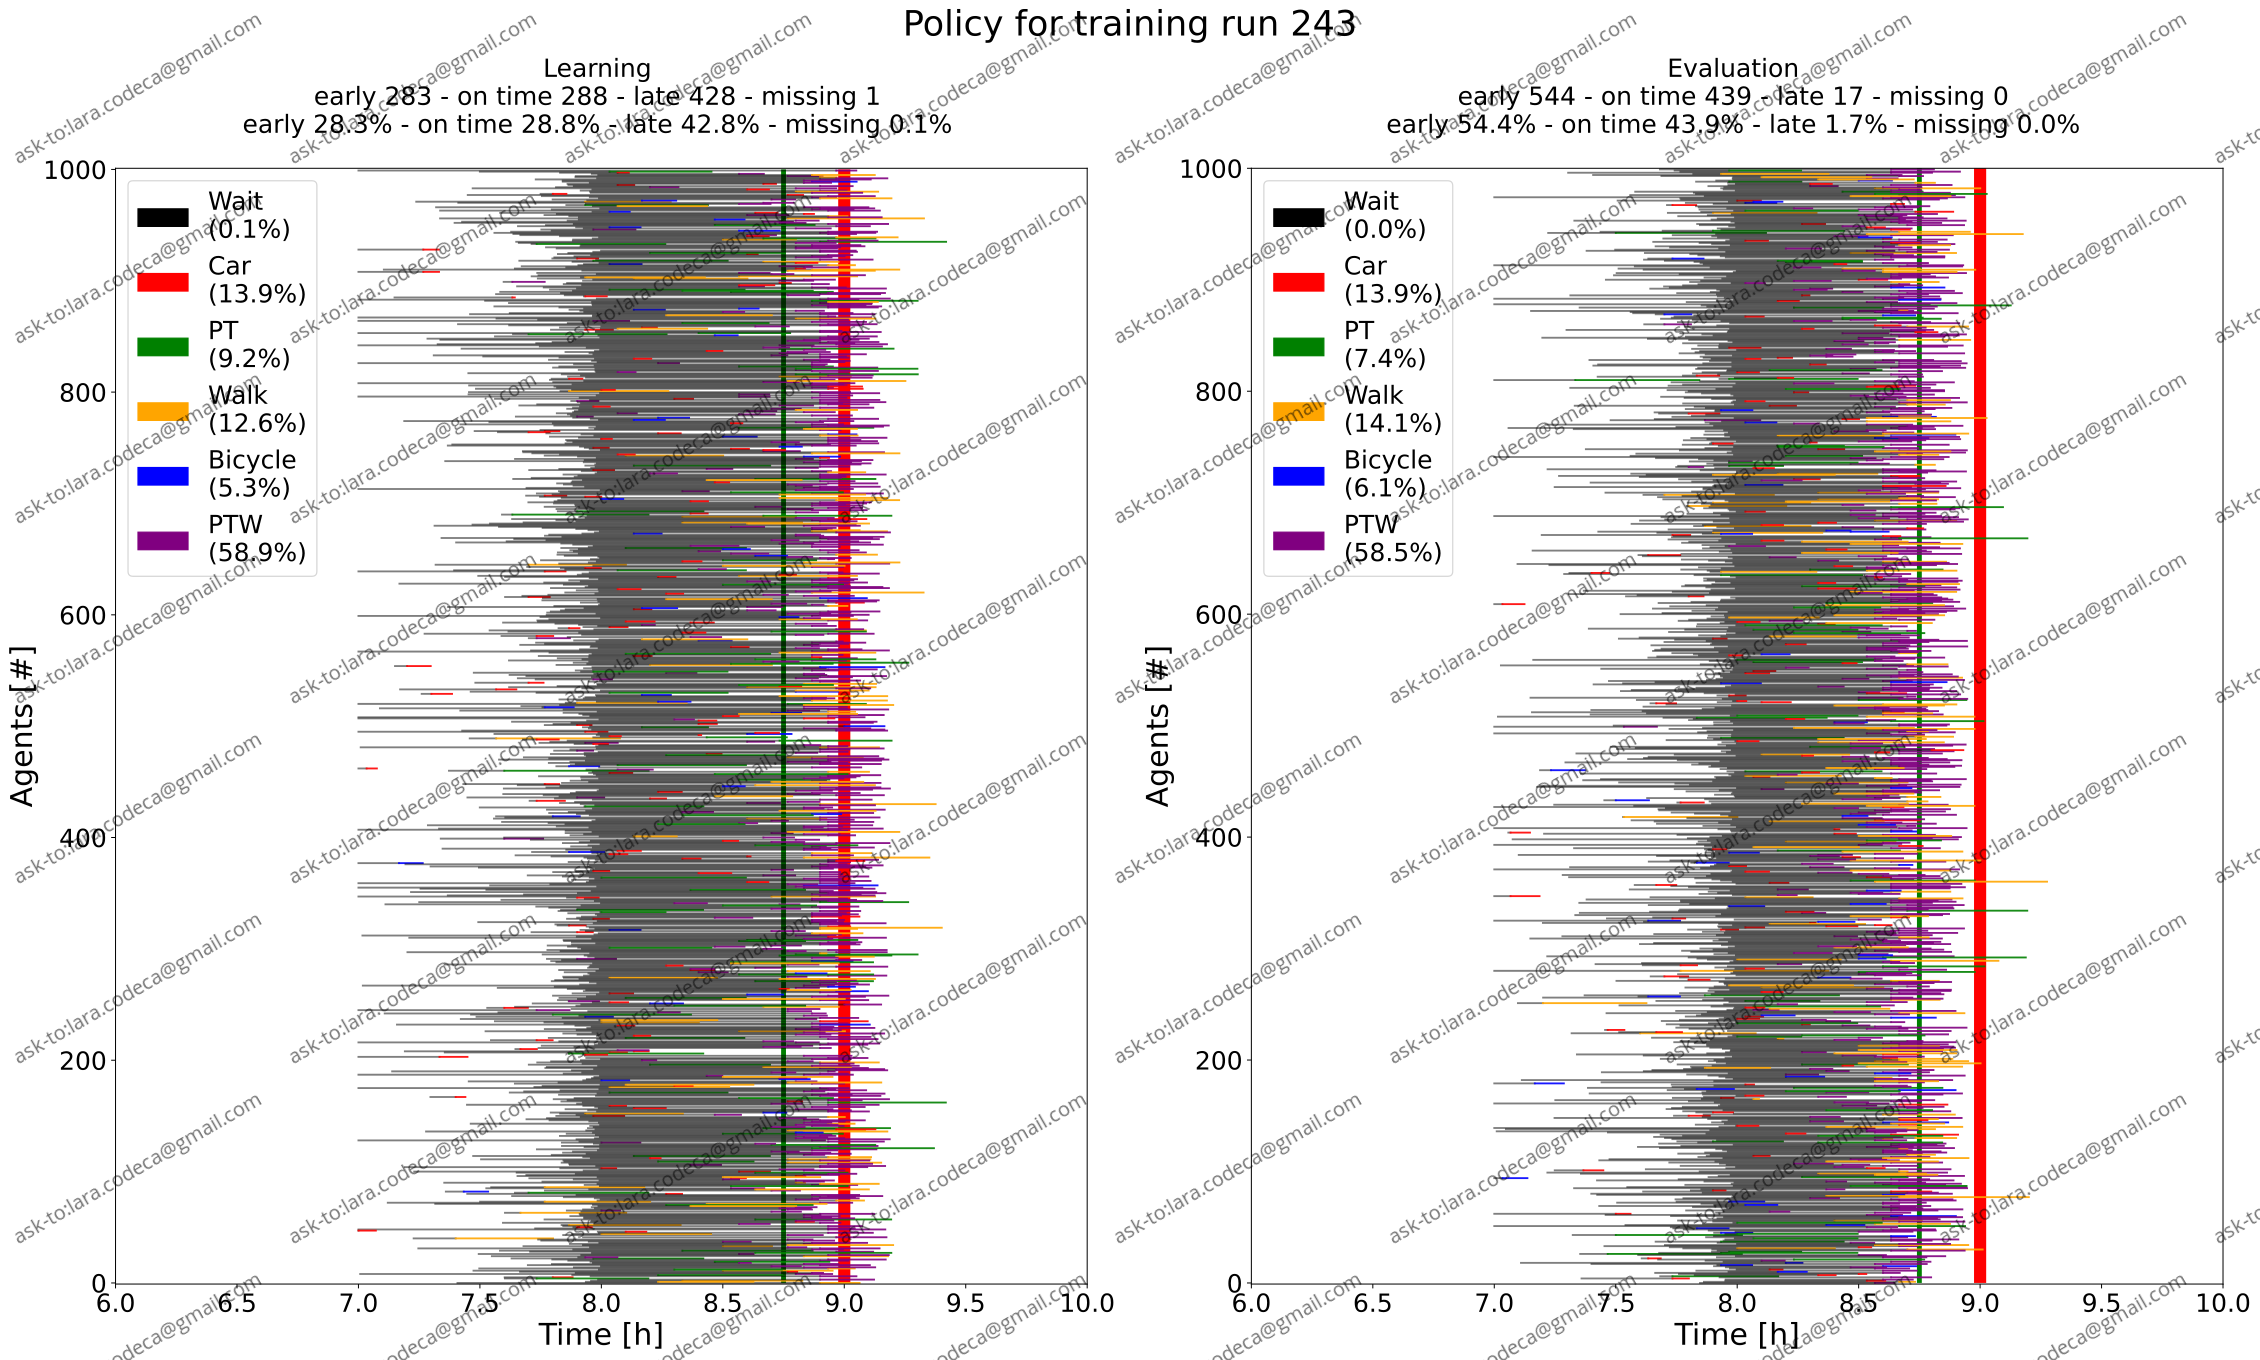 Policy for training run 243
Learning
early 283 - on time 288 - late 428 - missing 1
early 28.3% - on time 28.8% - late 42.8% - missing 0.1%
Evaluation
early 544 - on time 439 - late 17 - missing 0
early 54.4% - on time 43.9% - late 1.7% - missing 0.0%
Agents [#]
1000
800
600
400
200
0
Wait
(0.1%)
Car
(13.9%)
PT
(9.2%)
Walk
(12.6%)
Bicycle
(5.3%)
PTW
(58.9%)
6.0 6.5 7.0 7.5 8.0 8.5 9.0 9.5 10.0
Time [h]
Agents [#]
1000
800
600
400
200
0
Wait
(0.0%)
Car
(13.9%)
PT
(7.4%)
Walk
(14.1%)
Bicycle
(6.1%)
PTW
(58.5%)
6.0 6.5 7.0 7.5 8.0 8.5 9.0 9.5 10.0
Time [h]
ask-to:lara.codeca@gmail.com